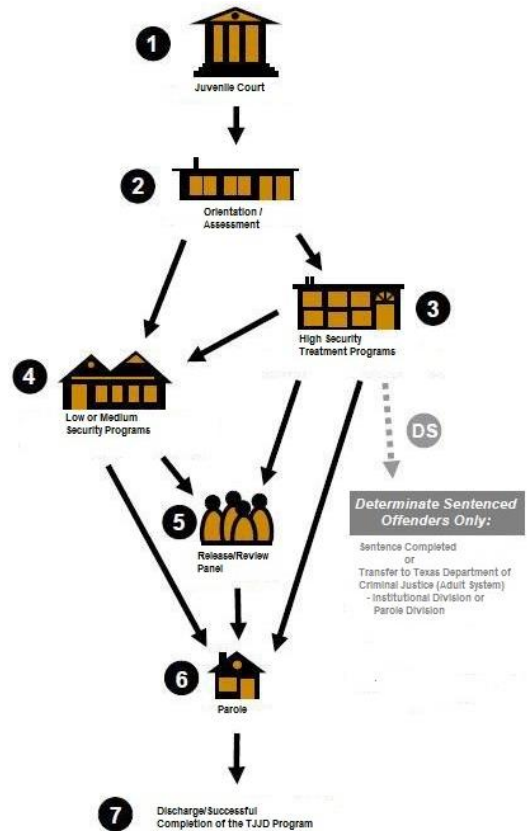 1
Juvenile Court
2
Orientation /
Assessment
3
High Security
Treatment Programs
4
Low or Medium
Security Programs
DS
Determinate Sentenced
Offenders Only:
Sentence Completed
or
Transfer to Texas Department of
Criminal Justice (Adult System)
- Institutional Division or
Parole Division
5
Release/Review
Panel
6
Parole
7
Discharge/Successful
Completion of the TJJD Program